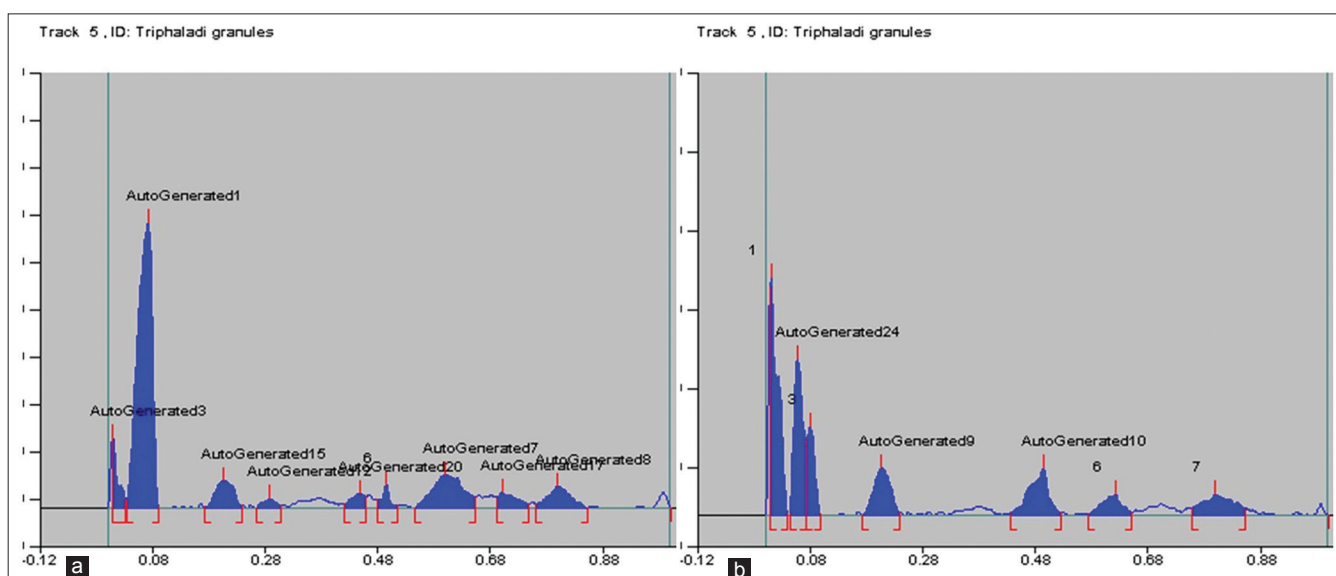 Track 5 , ID: Triphaladi granules
AutoGenerated1
AutoGenerated3
AutoGenerated15
AutoGenerated12
6
AutoGenerated20
AutoGenerated7
AutoGenerated17
AutoGenerated8
-0.12 0.08 0.28 0.48 0.68 0.88
a
Track 5 , ID: Triphaladi granules
1
AutoGenerated24
3
AutoGenerated9
AutoGenerated10
6
7
-0.12 0.08 0.28 0.48 0.68 0.88
b